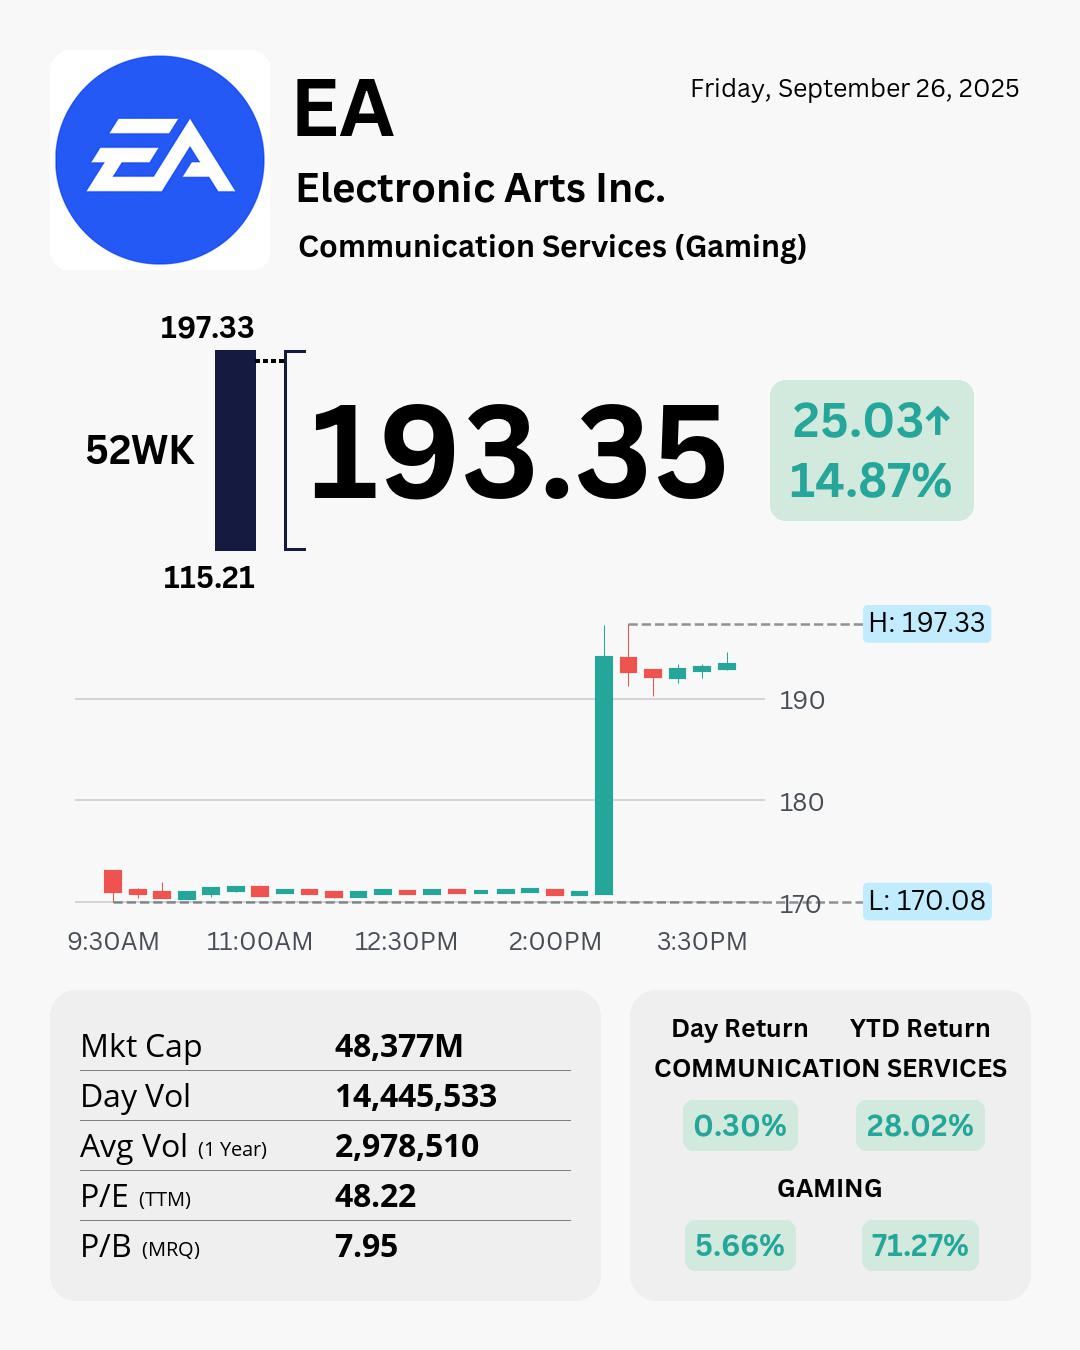 EA
EA
Friday, September 26, 2025
Electronic Arts Inc.
Communication Services (Gaming)
197.33
52WK
115.21
193.35
25.03↑
14.87%
H: 197.33
190
180
170
L: 170.08
9:30AM 11:00AM 12:30PM 2:00PM 3:30PM
Mkt Cap 48,377M
Day Vol 14,445,533
Avg Vol (1 Year) 2,978,510
P/E (TTM) 48.22
P/B (MRQ) 7.95
Day Return YTD Return
COMMUNICATION SERVICES
0.30% 28.02%
GAMING
5.66% 71.27%